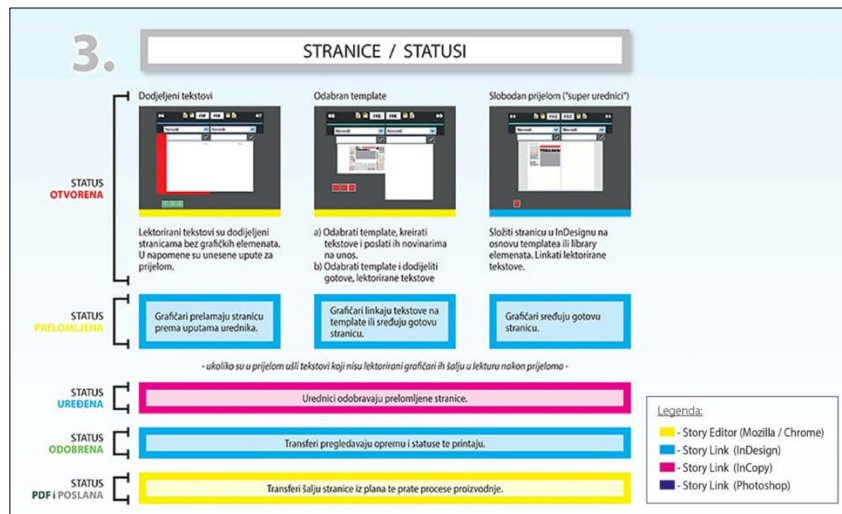 3.
STRANICE / STATUSI
Dodjeljeni tekstovi
Odabran template
Slobodan prijelom ("super urednici")
STATUS
OTVORENA
Lektorirani tekstovi su dodijeljeni
stranicama bez grafičkih elemenata.
U napomene su unesene upute za
prijelom.
a) Odabrati template, kreirati
tekstove i poslati ih novinarima
na unos.
b) Odabrati template i dodijeliti
gotove, lektorirane tekstove
Složiti stranicu u InDesignu na
osnovu templatea ili library
elemenata. Linkati lektorirane
tekstove.
STATUS
PRELOMLJENA
Grafičari prelamaju stranicu
prema uputama urednika.
Grafičari linkaju tekstove na
template ili sređuju gotovu
stranicu.
Grafičari sređuju gotovu
stranicu.
- ukoliko su u prijelom ušli tekstovi koji nisu lektorirani grafičari ih šalju u lekturu nakon prijeloma -
STATUS
UREĐENA
Urednici odobravaju prelomljene stranice.
STATUS
ODOBRENA
Transferi pregledavaju opremu i statuse te printaju.
STATUS
PDF i POSLANA
Transferi šalju stranice iz plana te prate procese proizvodnje.
Legenda:
- Story Editor (Mozilla / Chrome)
- Story Link (InDesign)
- Story Link (InCopy)
- Story Link (Photoshop)